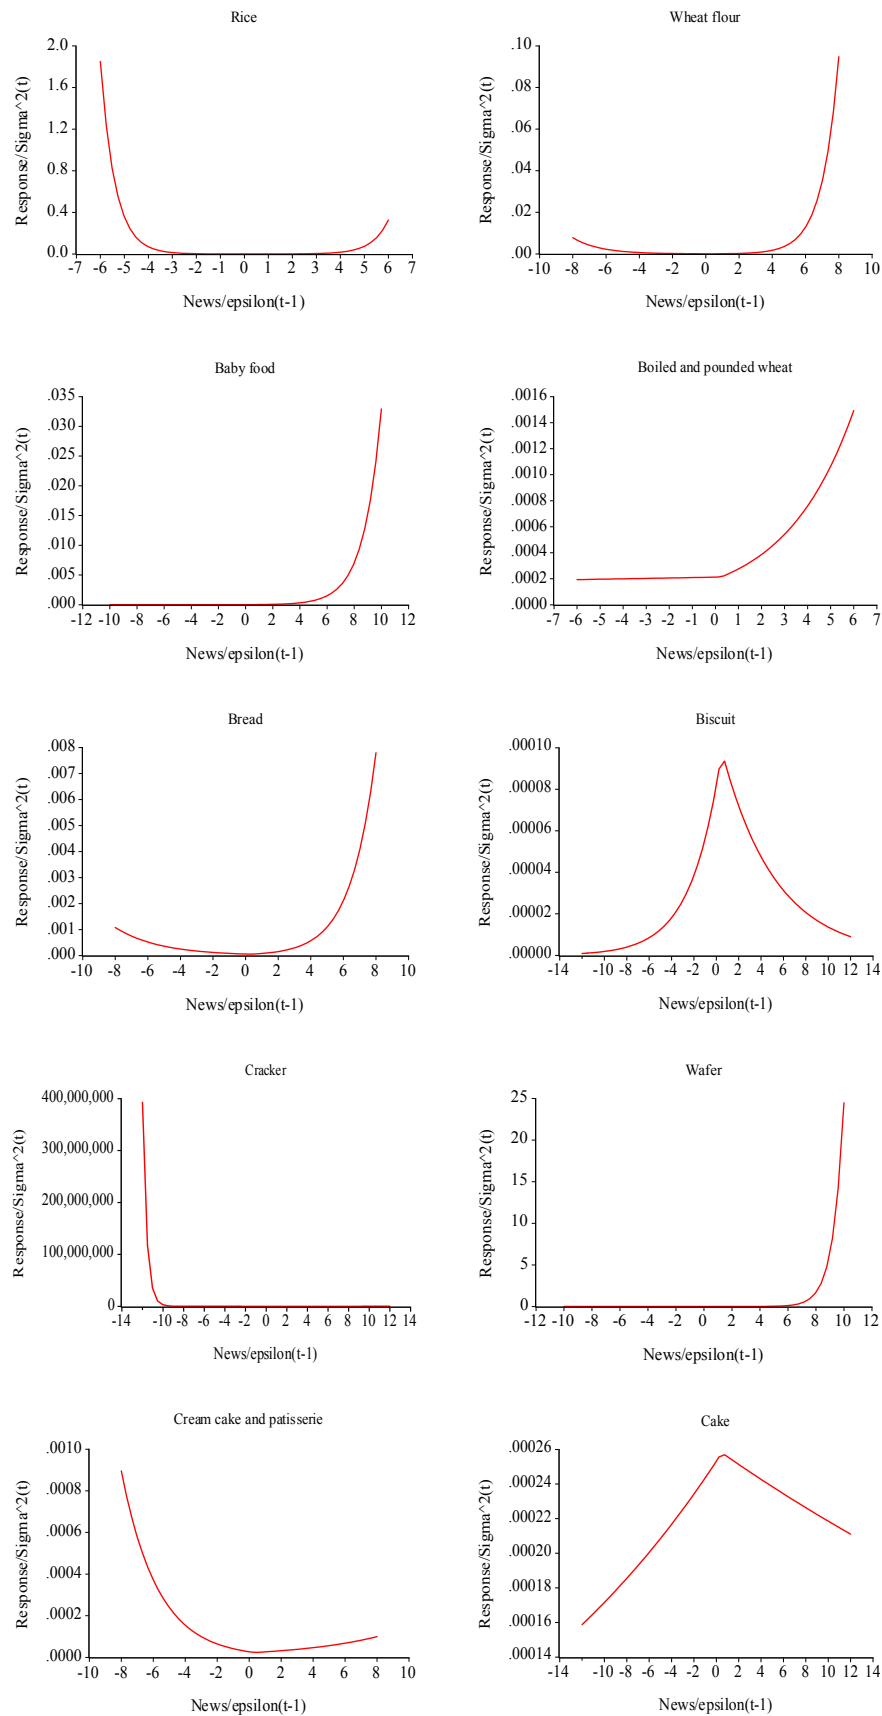 Rice
Response/Sigma^2(t)
2.0
1.6
1.2
0.8
0.4
0.0
-7 -6 -5 -4 -3 -2 -1 0 1 2 3 4 5 6 7
News/epsilon(t-1)
Wheat flour
Response/Sigma^2(t)
.10
.08
.06
.04
.02
.00
-10 -8 -6 -4 -2 0 2 4 6 8 10
News/epsilon(t-1)
Baby food
Response/Sigma^2(t)
.035
.030
.025
.020
.015
.010
.005
.000
-12 -10 -8 -6 -4 -2 0 2 4 6 8 10 12
News/epsilon(t-1)
Boiled and pounded wheat
Response/Sigma^2(t)
.0016
.0014
.0012
.0010
.0008
.0006
.0004
.0002
.0000
-7 -6 -5 -4 -3 -2 -1 0 1 2 3 4 5 6 7
News/epsilon(t-1)
Bread
Response/Sigma^2(t)
.008
.007
.006
.005
.004
.003
.002
.001
.000
-10 -8 -6 -4 -2 0 2 4 6 8 10
News/epsilon(t-1)
Biscuit
Response/Sigma^2(t)
.00010
.00008
.00006
.00004
.00002
.00000
-14 -10 -8 -6 -4 -2 0 2 4 6 8 10 12 14
News/epsilon(t-1)
Cracker
Response/Sigma^2(t)
400,000,000
300,000,000
200,000,000
100,000,000
0
-14 -10 -8 -6 -4 -2 0 2 4 6 8 10 12 14
News/epsilon(t-1)
Wafer
Response/Sigma^2(t)
25
20
15
10
5
0
-12 -10 -8 -6 -4 -2 0 2 4 6 8 10 12
News/epsilon(t-1)
Cream cake and patisserie
Response/Sigma^2(t)
.0010
.0008
.0006
.0004
.0002
.0000
-10 -8 -6 -4 -2 0 2 4 6 8 10
News/epsilon(t-1)
Cake
Response/Sigma^2(t)
.00026
.00024
.00022
.00020
.00018
.00016
.00014
-14 -10 -8 -6 -4 -2 0 2 4 6 8 10 12 14
News/epsilon(t-1)